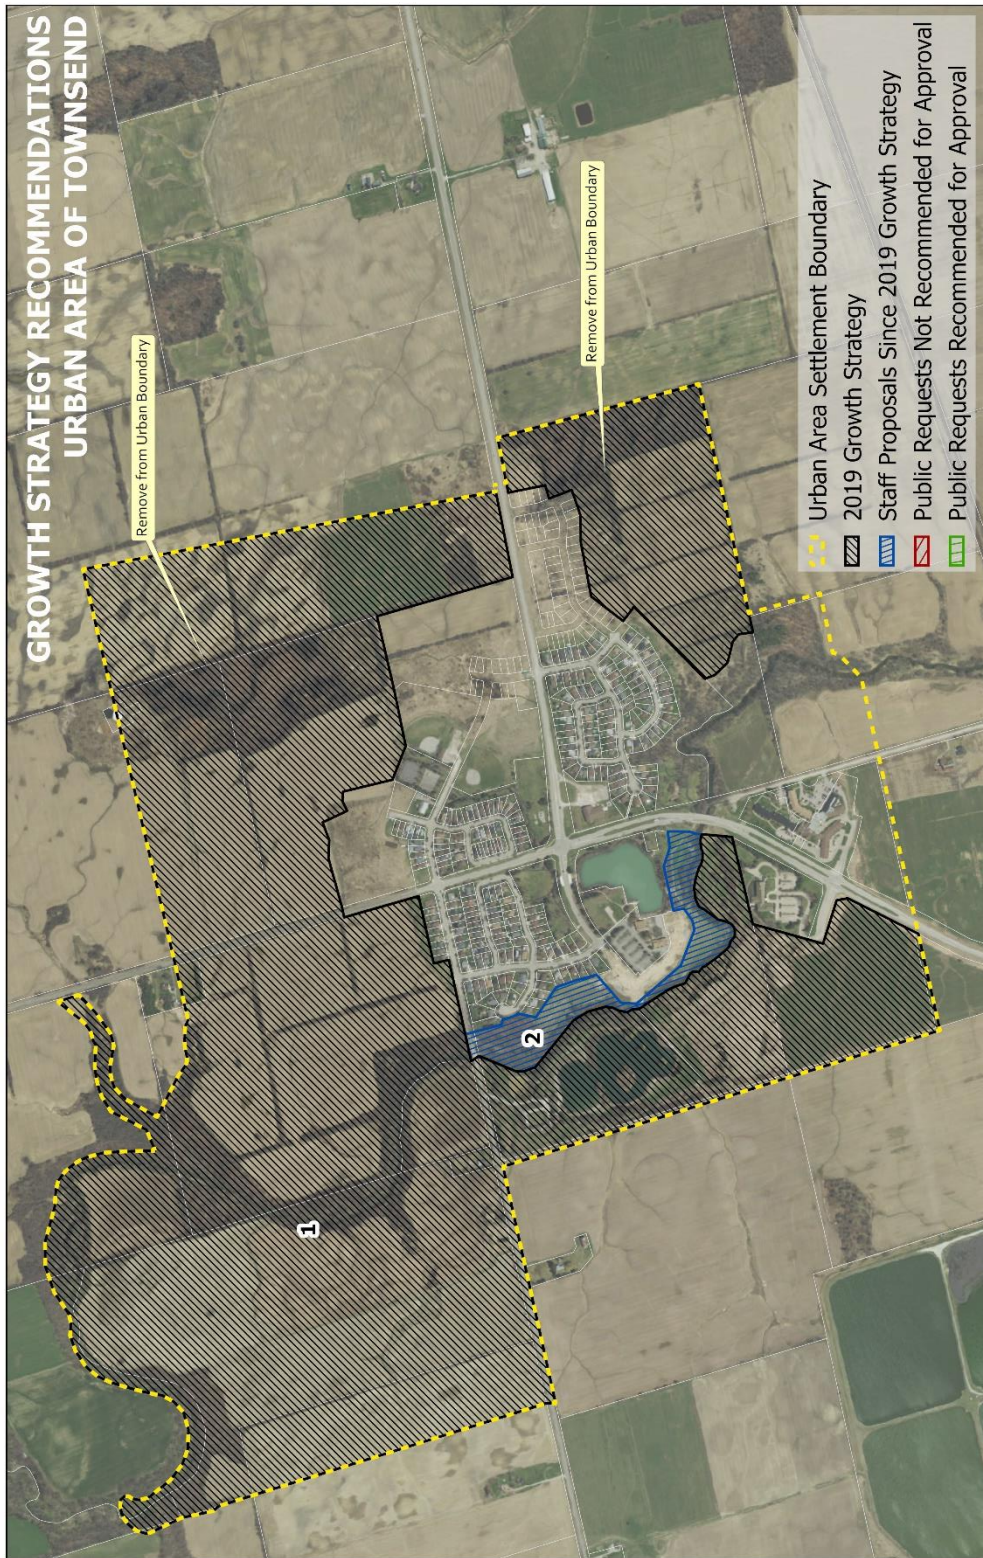 GROWTH STRATEGY RECOMMENDATIONS
URBAN AREA OF TOWNSEND
Remove from Urban Boundary
Remove from Urban Boundary
1
2
Urban Area Settlement Boundary
2019 Growth Strategy
Staff Proposals Since 2019 Growth Strategy
Public Requests Not Recommended for Approval
Public Requests Recommended for Approval